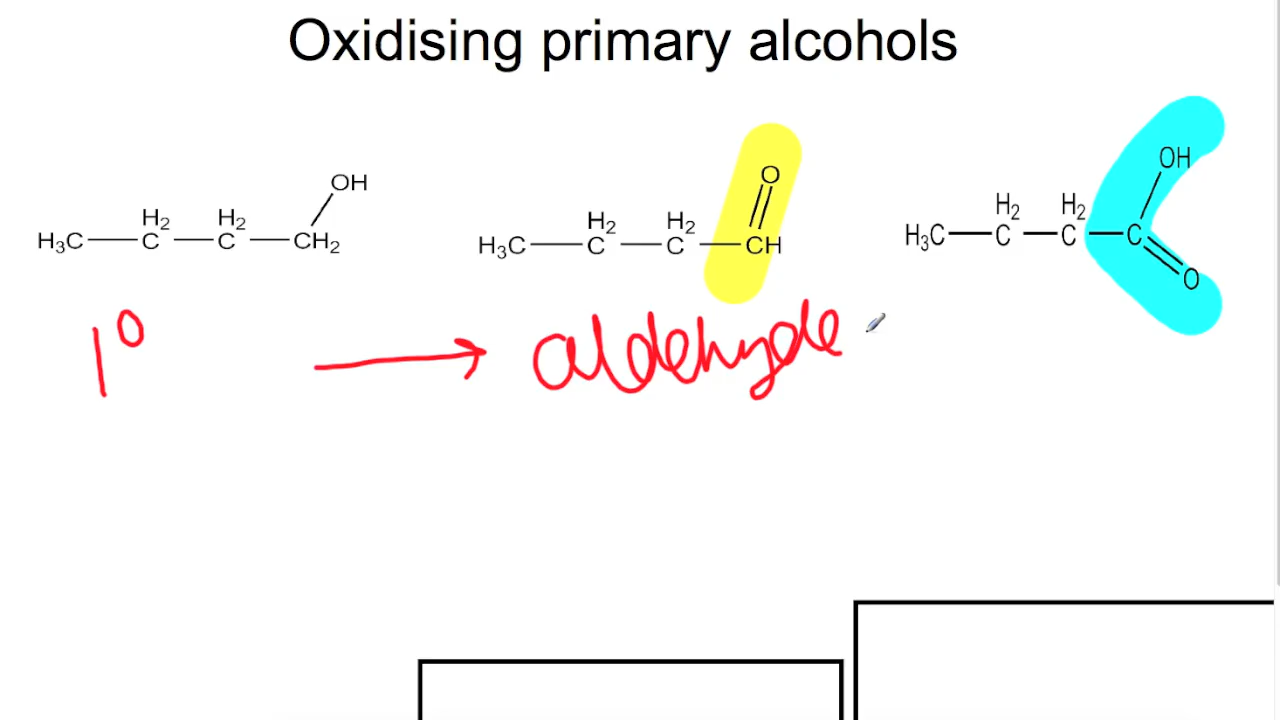 Oxidising primary alcohols
OH
H₃C—C—C—CH₂
H₂ H₂
O
H₃C—C—C—CH
H₂ H₂
OH
H₃C—C—C—C
H₂ H₂
O
1° → aldehyde